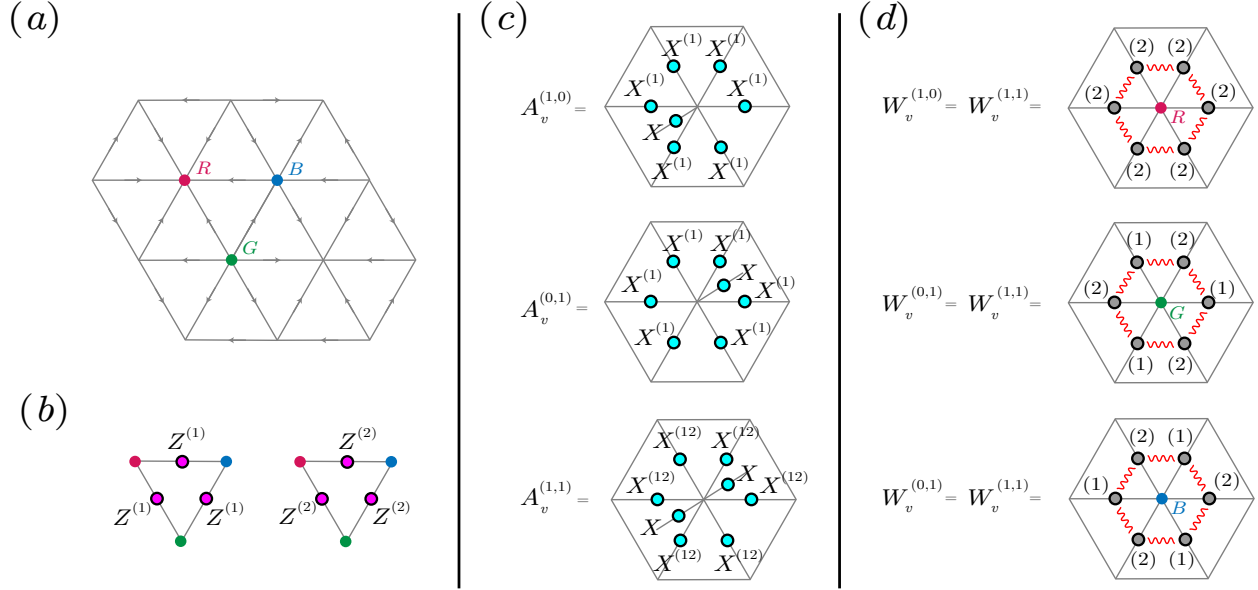 (a)
R
B
G
(b)
Z^{(1)}
Z^{(1)} Z^{(1)}
Z^{(2)}
Z^{(2)} Z^{(2)}
(c)
A_v^{(1,0)} =
X^{(1)} X^{(1)}
X^{(1)} X^{(1)}
X
X^{(1)} X^{(1)}
A_v^{(0,1)} =
X^{(1)} X^{(1)}
X
X^{(1)} X^{(1)}
X^{(1)} X^{(1)}
A_v^{(1,1)} =
X^{(12)} X^{(12)}
X
X^{(12)} X^{(12)}
X
X^{(12)} X^{(12)}
(d)
W_v^{(1,0)} = W_v^{(1,1)} =
(2) (2)
(2) (2)
R
(2) (2)
W_v^{(0,1)} = W_v^{(1,1)} =
(1) (2)
(2) (1)
G
(1) (2)
W_v^{(0,1)} = W_v^{(1,1)} =
(2) (1)
(1) (2)
B
(2) (1)